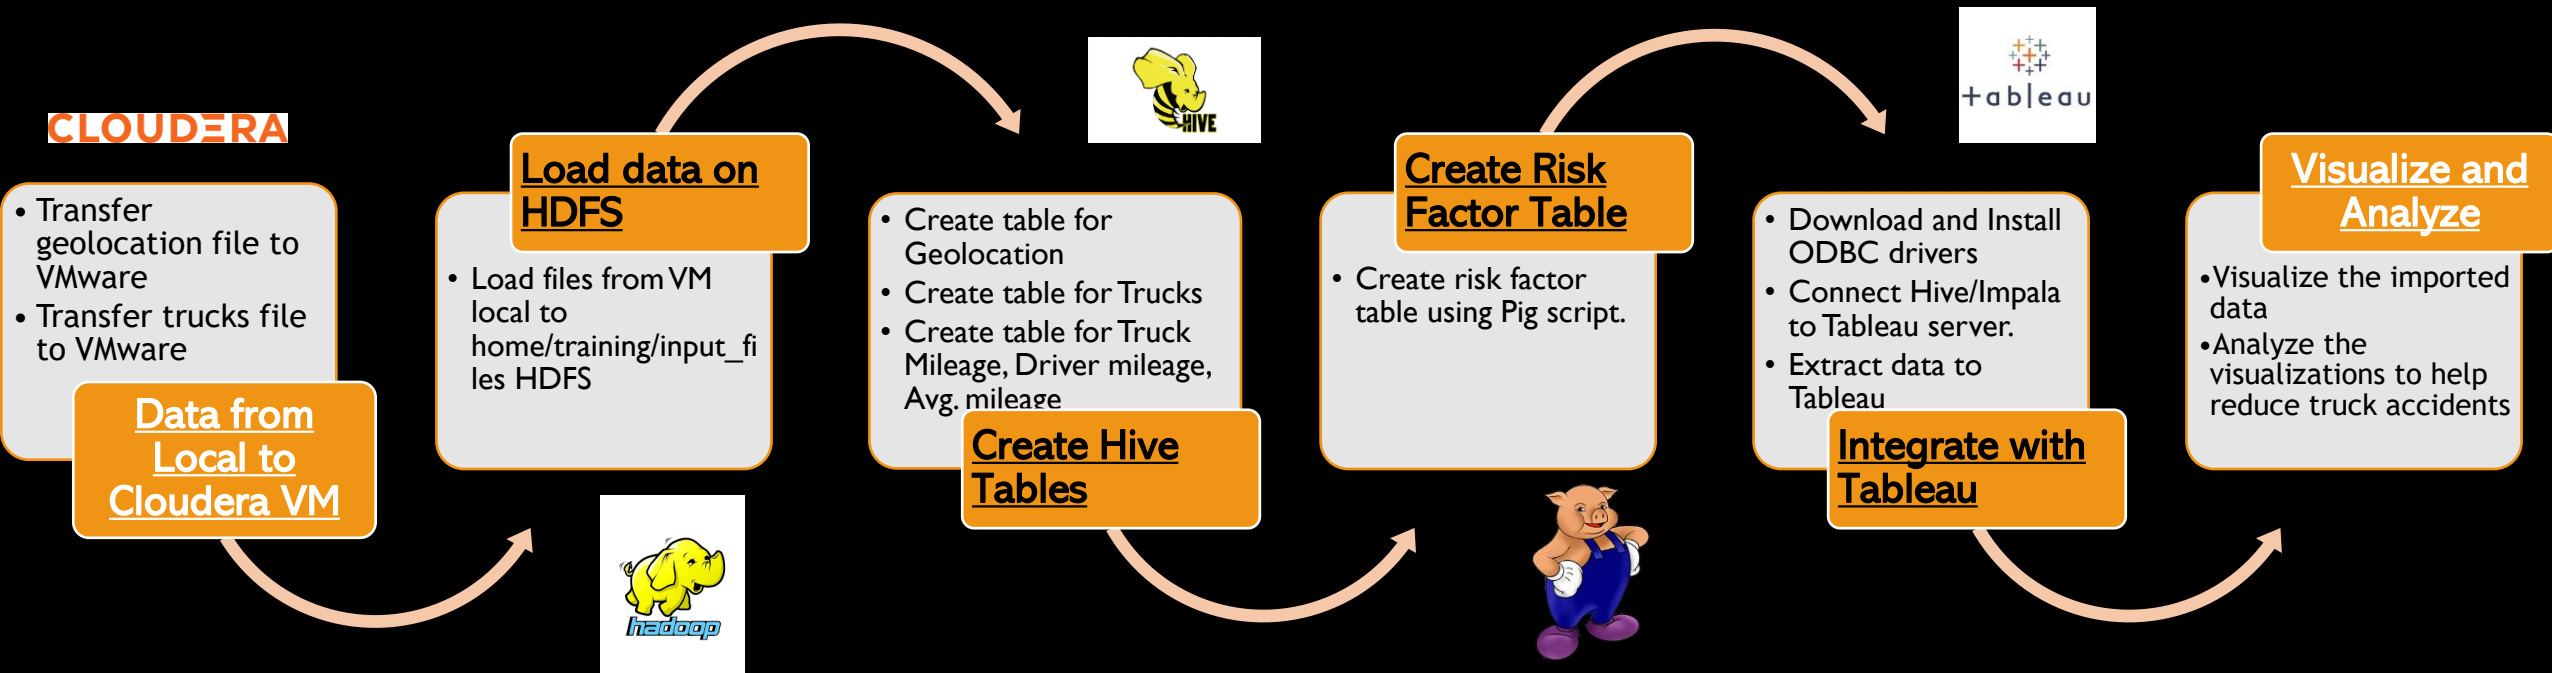 CLOUDERA
• Transfer
geolocation file to
VMware
• Transfer trucks file
to VMware
Data from
Local to
Cloudera VM
Load data on
HDFS
• Load files from VM
local to
home/training/input_fi
les HDFS
hadoop
HIVE
• Create table for
Geolocation
• Create table for Trucks
• Create table for Truck
Mileage, Driver mileage,
Avg. mileage
Create Hive
Tables
Create Risk
Factor Table
• Create risk factor
table using Pig script.
+ableau
• Download and Install
ODBC drivers
• Connect Hive/Impala
to Tableau server.
• Extract data to
Tableau
Integrate with
Tableau
Visualize and
Analyze
•Visualize the imported
data
•Analyze the
visualizations to help
reduce truck accidents